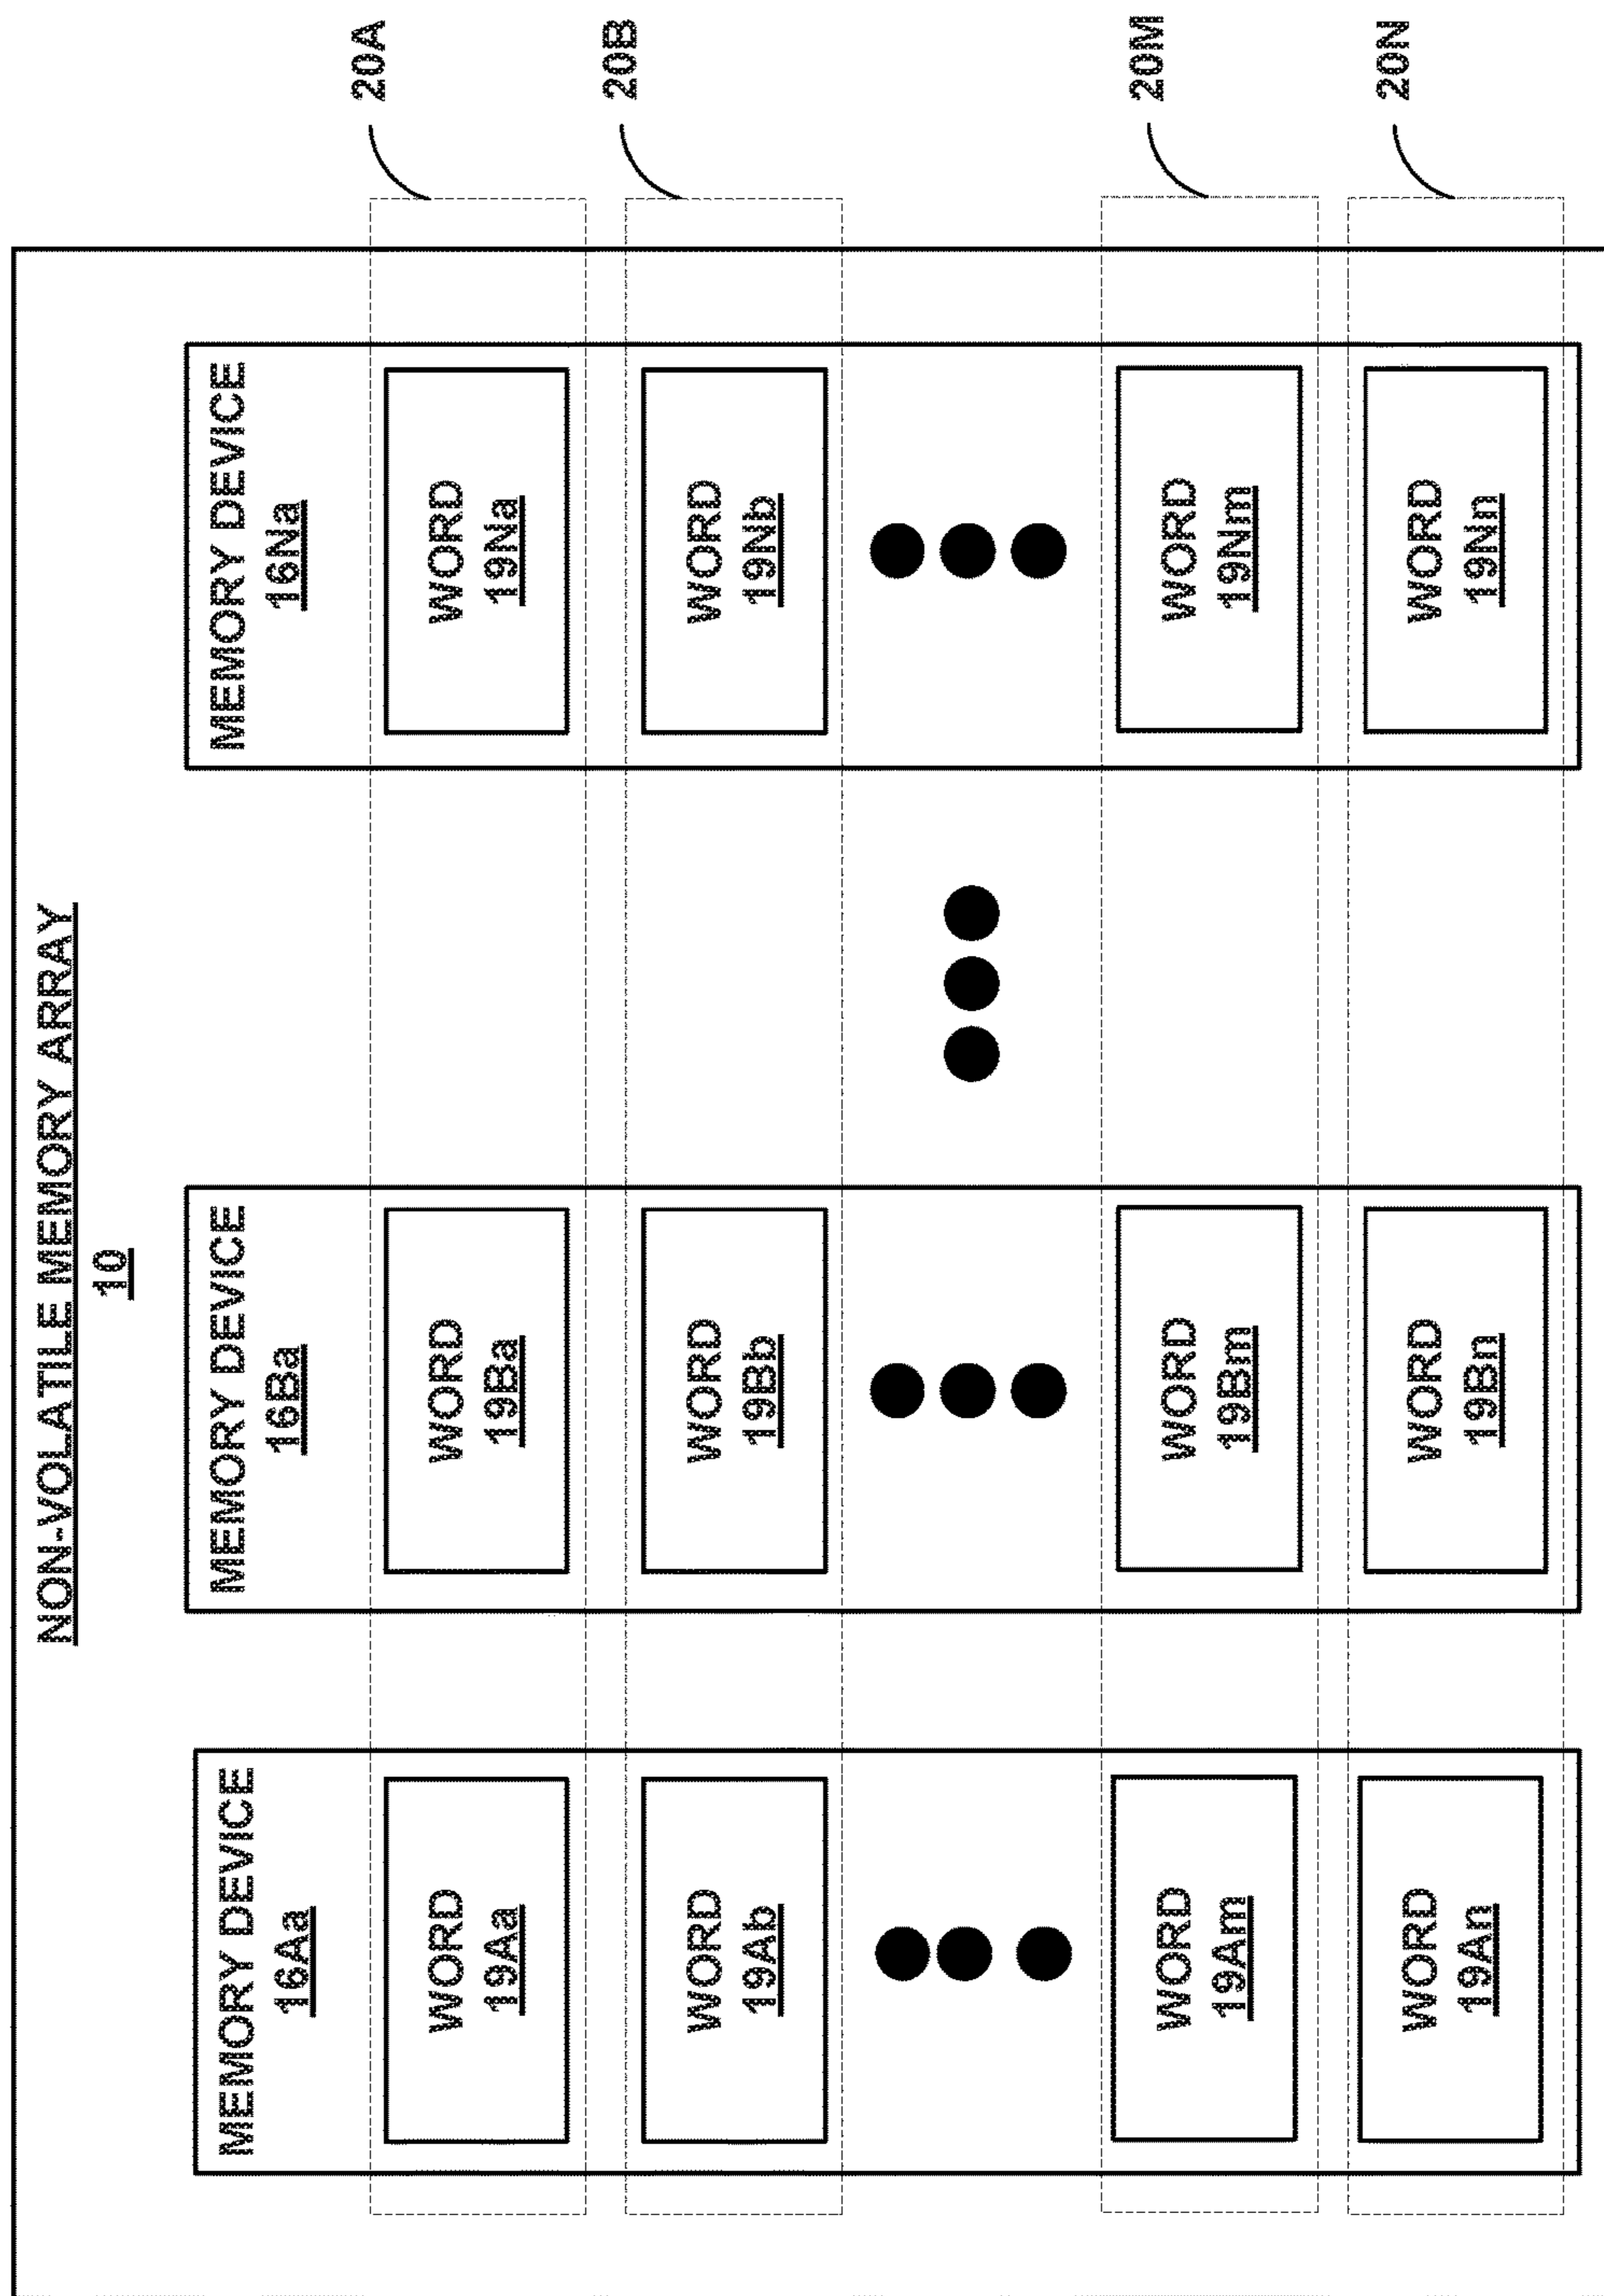 NON-VOLATILE MEMORY ARRAY
10
MEMORY DEVICE
16Aa
WORD
19Aa
WORD
19Ab
WORD
19Am
WORD
19An
MEMORY DEVICE
16Ba
WORD
19Ba
WORD
19Bb
WORD
19Bm
WORD
19Bn
MEMORY DEVICE
16Na
WORD
19Na
WORD
19Nb
WORD
19Nm
WORD
19Nn
20A
20B
20M
20N